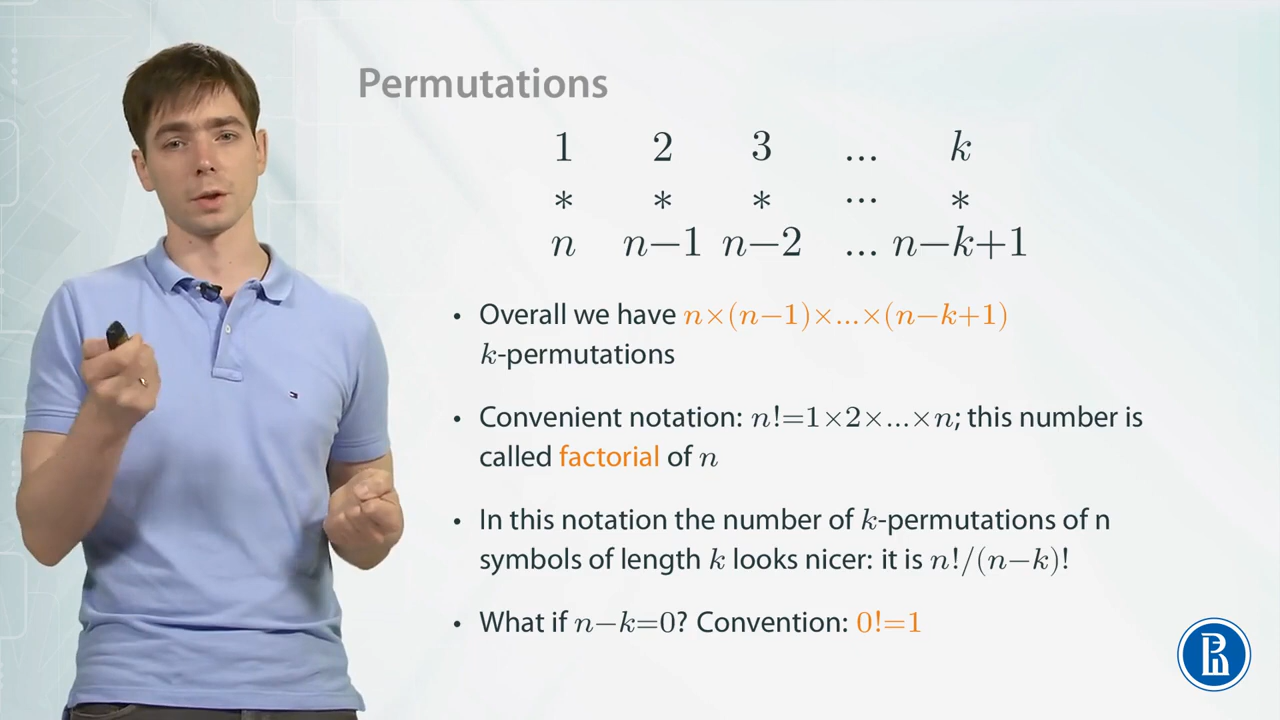 Permutations
1 2 3 ... k
* * * ... *
n n−1 n−2 ... n−k+1
• Overall we have n×(n−1)×...×(n−k+1)
k-permutations
• Convenient notation: n!=1×2×...×n; this number is
called factorial of n
• In this notation the number of k-permutations of n
symbols of length k looks nicer: it is n!/(n−k)!
• What if n−k=0? Convention: 0!=1